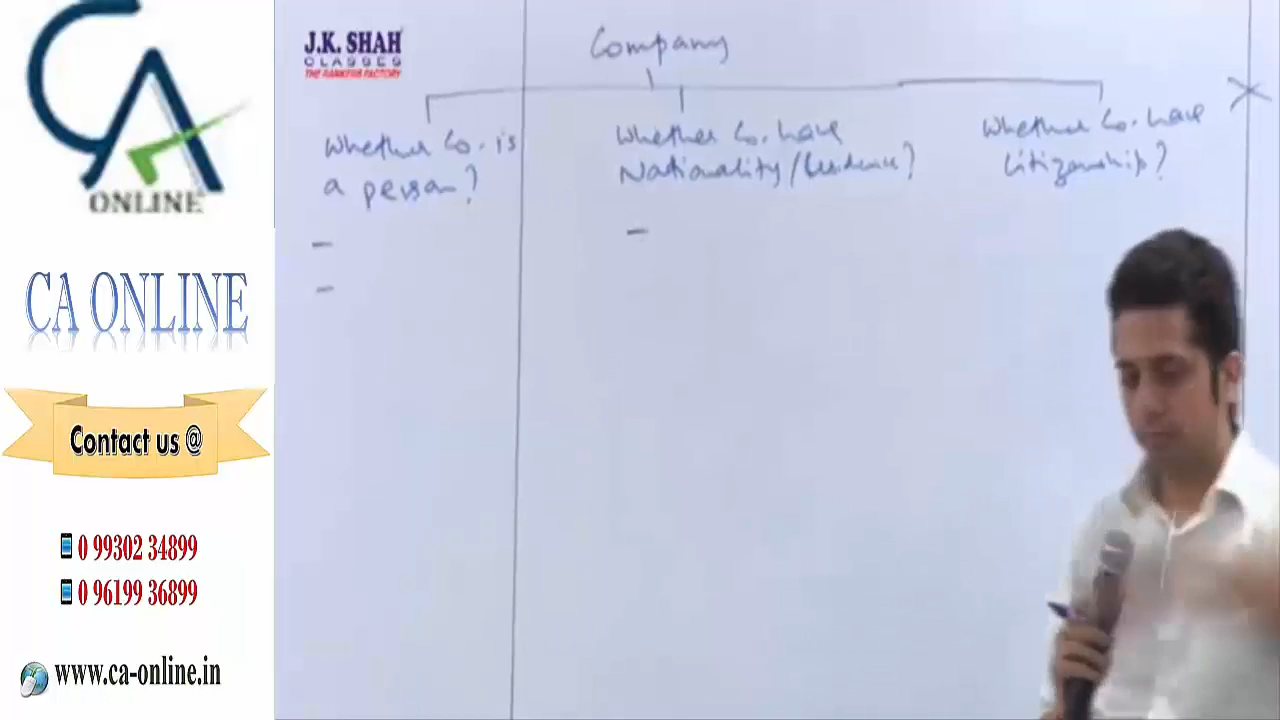 CA
ONLINE
CA ONLINE
Contact us @
0 99302 34899
0 96199 36899
www.ca-online.in
J.K. SHAH
CLASSES
THE RANKERS FACTORY
Company
Whether Co. is
a person?
Whether Co. have
Nationality/Residence?
Whether Co. have
Citizenship?